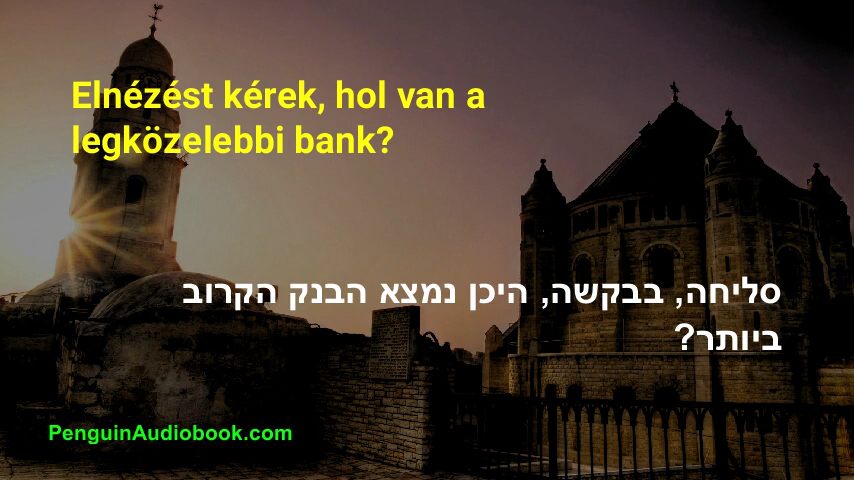 Elnézést kérek, hol van a
legközelebbi bank?
סליחה, בבקשה, היכן נמצא הבנק הקרוב
ביותר?
PenguinAudiobook.com